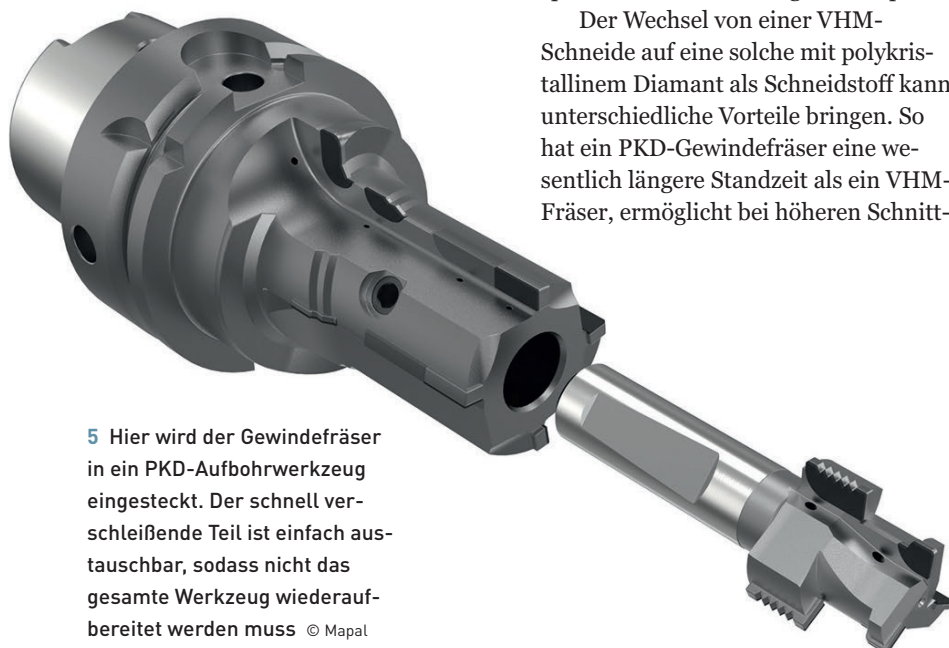 Der Wechsel von einer VHM-
Schneide auf eine solche mit polykris-
tallinem Diamant als Schneidstoff kann
unterschiedliche Vorteile bringen. So
hat ein PKD-Gewindefräser eine we-
sentlich längere Standzeit als ein VHM-
Fräser, ermöglicht bei höheren Schnitt-
5 Hier wird der Gewindefräser
in ein PKD-Aufbohrwerkzeug
eingesteckt. Der schnell ver-
schleißende Teil ist einfach aus-
tauschbar, sodass nicht das
gesamte Werkzeug wiederauf-
bereitet werden muss © Mapal